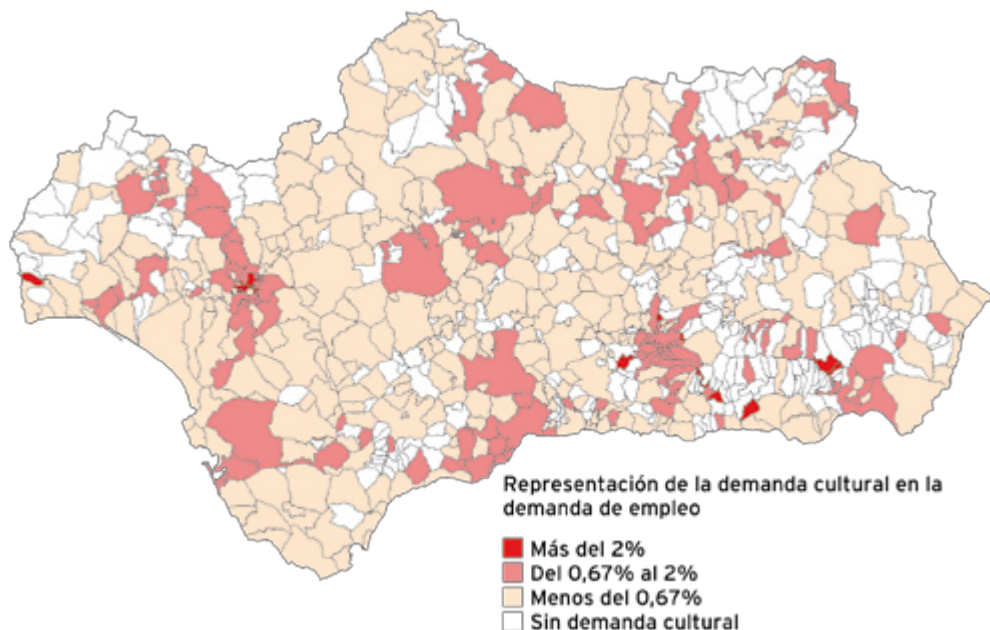 Representación de la demanda cultural en la
demanda de empleo
Más del 2%
Del 0,67% al 2%
Menos del 0,67%
Sin demanda cultural